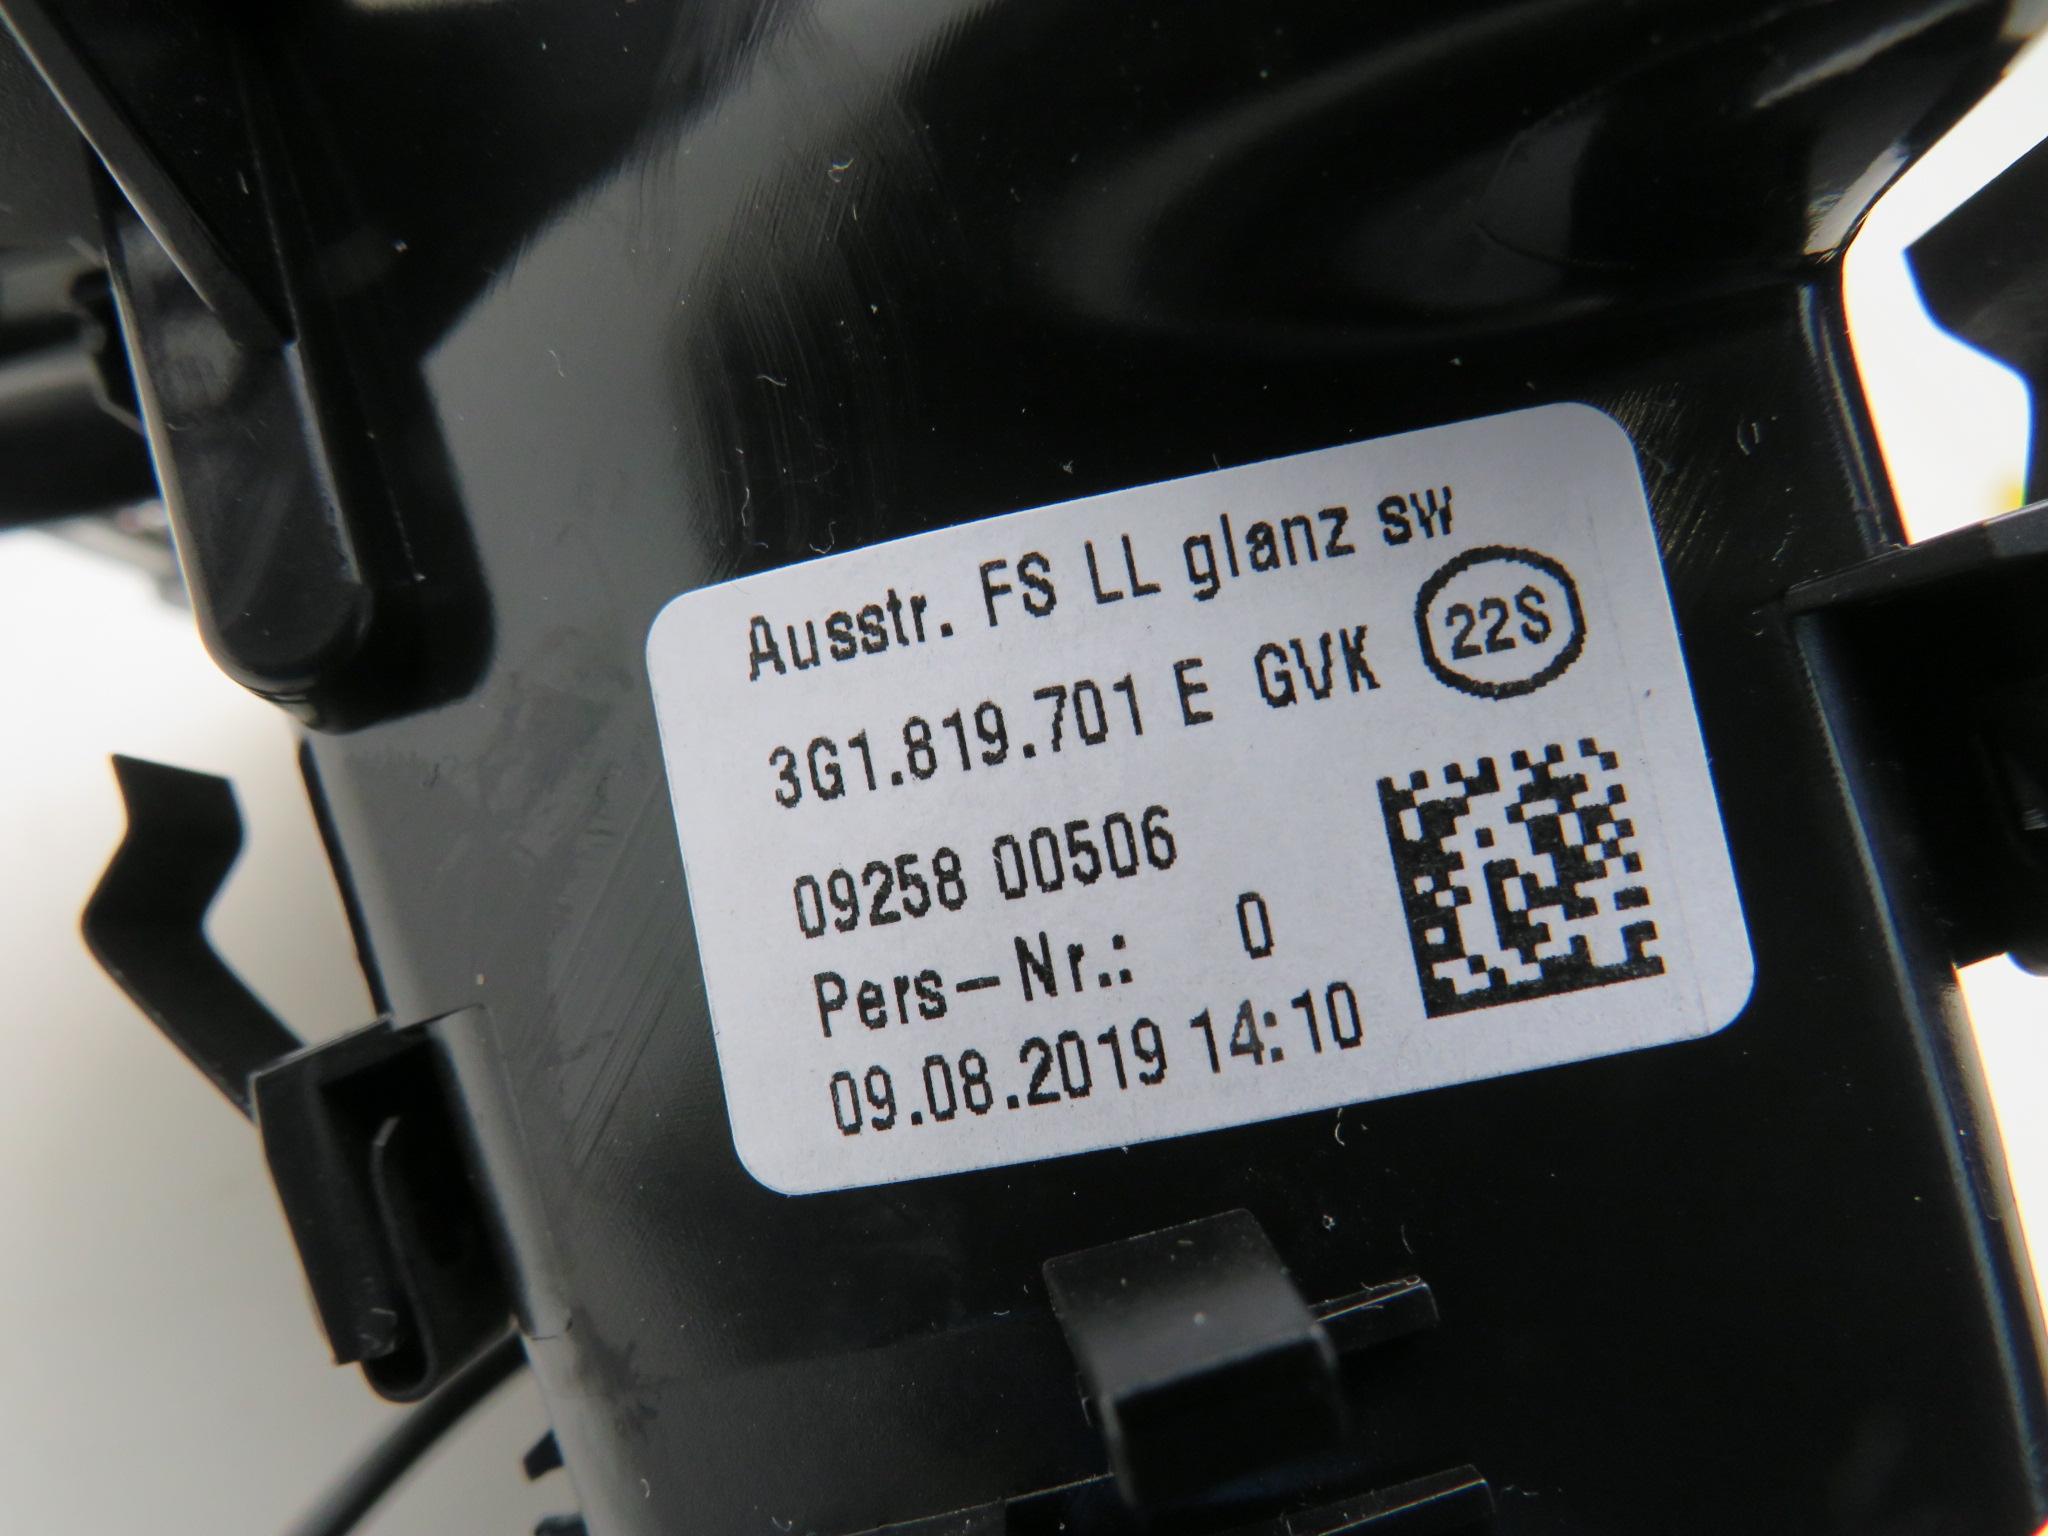 Ausstr. FS LL glanz sw
3G1.819.701 E GVK 22S
09258 00506
Pers-Nr.: 0
09.08.2019 14:10